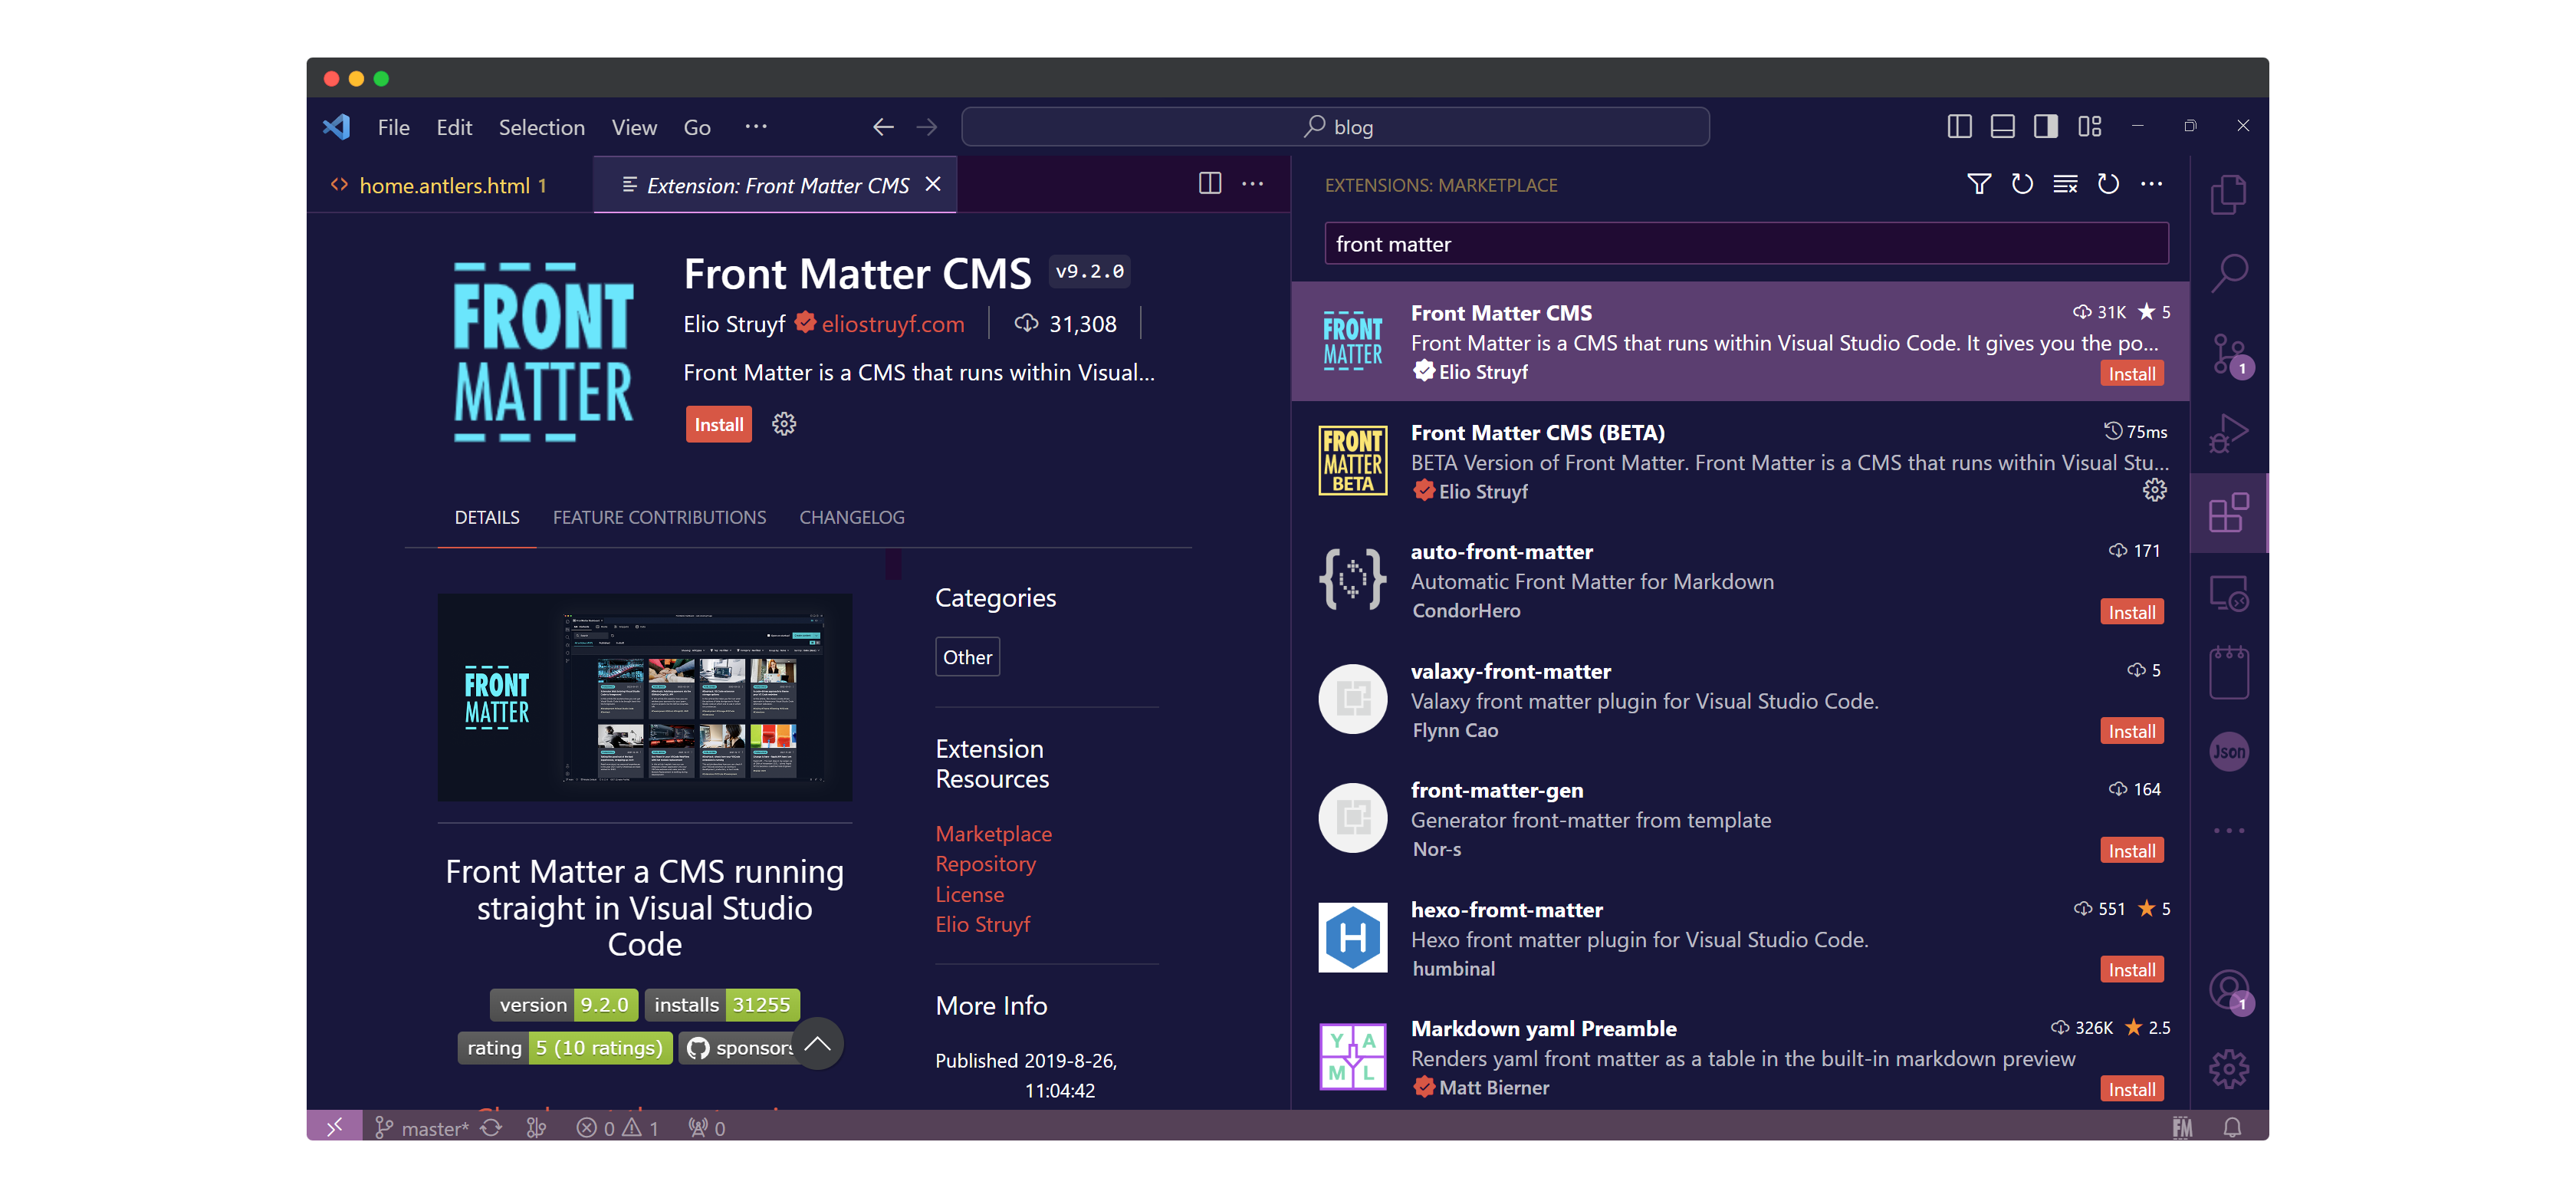 File Edit Selection View Go ···
blog
home.antlers.html 1
Extension: Front Matter CMS
FRONT
MATTER
Front Matter CMS v9.2.0
Elio Struyf eliostruyf.com 31,308
Front Matter is a CMS that runs within Visual...
Install
DETAILS FEATURE CONTRIBUTIONS CHANGELOG
FRONT
MATTER
Front Matter a CMS running
straight in Visual Studio
Code
version 9.2.0 installs 31255
rating 5 (10 ratings) sponsors
Categories
Other
Extension
Resources
Marketplace
Repository
License
Elio Struyf
More Info
Published 2019-8-26,
11:04:42
EXTENSIONS: MARKETPLACE
front matter
FRONT
MATTER
Front Matter CMS 31K 5
Front Matter is a CMS that runs within Visual Studio Code. It gives you the po...
Elio Struyf Install
FRONT
MATTER
BETA
Front Matter CMS (BETA) 75ms
BETA Version of Front Matter. Front Matter is a CMS that runs within Visual Stu...
Elio Struyf
auto-front-matter 171
Automatic Front Matter for Markdown
CondorHero Install
valaxy-front-matter 5
Valaxy front matter plugin for Visual Studio Code.
Flynn Cao Install
front-matter-gen 164
Generator front-matter from template
Nor-s Install
H
hexo-fromt-matter 551 5
Hexo front matter plugin for Visual Studio Code.
humbinal Install
Y A
M L
Markdown yaml Preamble 326K 2.5
Renders yaml front matter as a table in the built-in markdown preview
Matt Bierner Install
1
Json
1
master* 0 1 0
FM